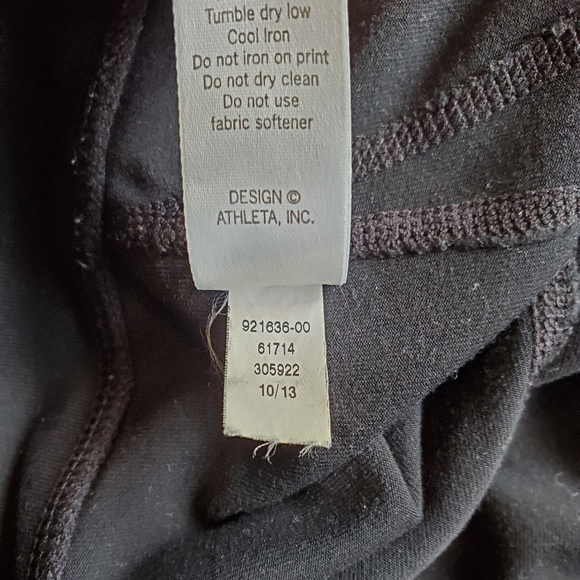 Tumble dry low
Cool Iron
Do not iron on print
Do not dry clean
Do not use
fabric softener
DESIGN ©
ATHLETA, INC.
921636-00
61714
305922
10/13